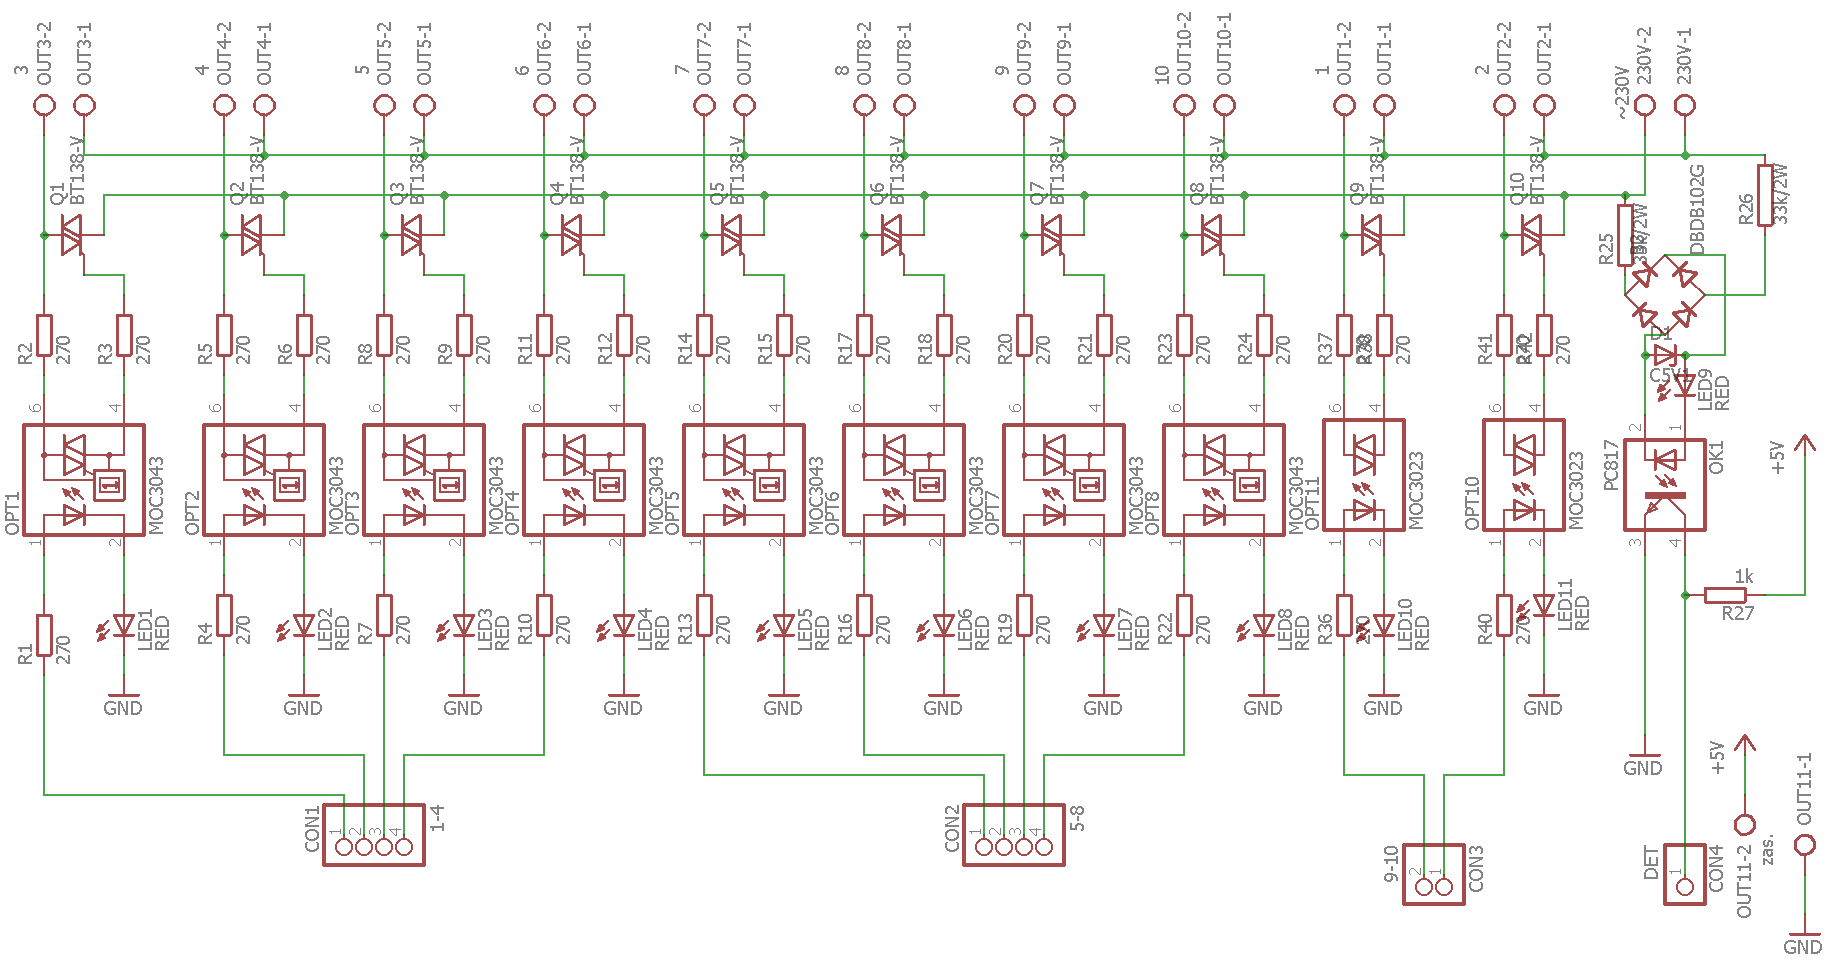 3
OUT3-2
OUT3-1
4
OUT4-2
OUT4-1
5
OUT5-2
OUT5-1
6
OUT6-2
OUT6-1
7
OUT7-2
OUT7-1
8
OUT8-2
OUT8-1
9
OUT9-2
OUT9-1
10
OUT10-2
OUT10-1
1
OUT1-2
OUT1-1
2
OUT2-2
OUT2-1
~230V
230V-2
230V-1
Q1
BT138-V
Q2
BT138-V
Q3
BT138-V
Q4
BT138-V
Q5
BT138-V
Q6
BT138-V
Q7
BT138-V
Q8
BT138-V
Q9
BT138-V
Q10
BT138-V
R25
DBDB102G
R26
33k/2W
R2
270
R3
270
R5
270
R6
270
R8
270
R9
270
R11
270
R12
270
R14
270
R15
270
R17
270
R18
270
R20
270
R21
270
R23
270
R24
270
R37
270
R41
270
D1
LED9
RED
6
4
6
4
6
4
6
4
6
4
6
4
6
4
6
4
6
4
6
4
2
1
OPT1
1
MOC3043
OPT2
1
MOC3043
OPT3
1
MOC3043
OPT4
1
MOC3043
OPT5
1
MOC3043
OPT6
1
MOC3043
OPT7
1
MOC3043
OPT8
1
MOC3043
OPT11
MOC3023
OPT10
MOC3023
PC817
OK1
+5V
1
2
1
2
1
2
1
2
1
2
1
2
1
2
1
2
1
2
1
2
3
4
1k
R27
R1
270
LED1
RED
R4
270
LED2
RED
R7
270
LED3
RED
R10
270
LED4
RED
R13
270
LED5
RED
R16
270
LED6
RED
R19
270
LED7
RED
R22
270
LED8
RED
R36
270
LED10
RED
R40
270
LED11
RED
GND
GND
GND
GND
GND
GND
GND
GND
GND
GND
GND
CON1
1
2
3
4
1-4
CON2
1
2
3
4
5-8
9-10
2
1
CON3
DET
1
CON4
+5V
OUT11-2
zas.
OUT11-1
GND